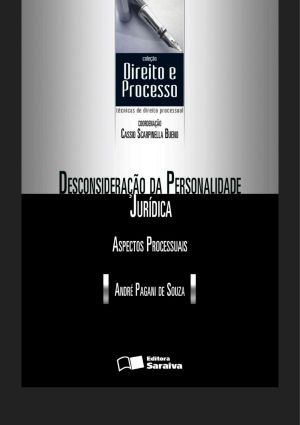 coleção
Direito e
Processo
técnicas de direito processual
COORDENAÇÃO
CASSIO SCARPINELLA BUENO
DESCONSIDERAÇÃO DA PERSONALIDADE
JURÍDICA
ASPECTOS PROCESSUAIS
ANDRÉ PAGANI DE SOUZA
Editora
Saraiva